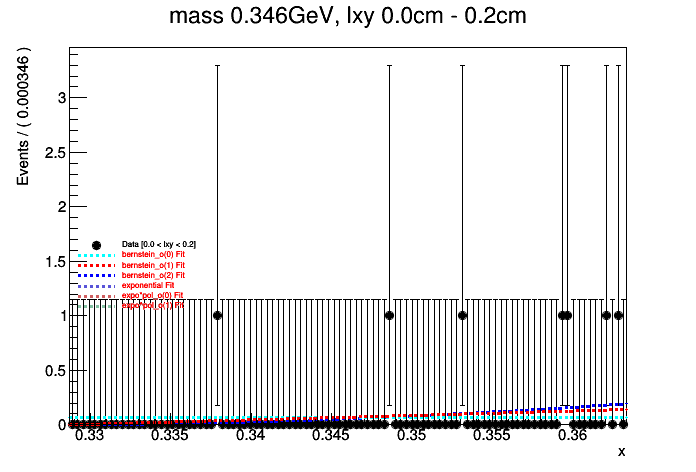 mass 0.346GeV, lxy 0.0cm - 0.2cm
Events / ( 0.000346 )
3
2.5
2
1.5
1
0.5
0
Data [0.0 < lxy < 0.2]
bernstein_o(0) Fit
bernstein_o(1) Fit
bernstein_o(2) Fit
exponential Fit
expo*pol_o(0) Fit
expo*pol_o(1) Fit
0.33 0.335 0.34 0.345 0.35 0.355 0.36
x